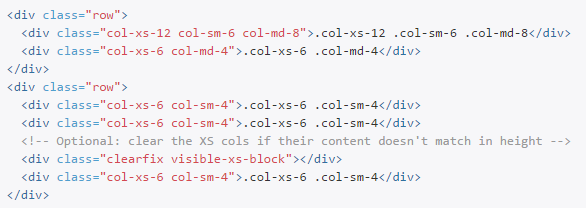 <div class="row">
  <div class="col-xs-12 col-sm-6 col-md-8">.col-xs-12 .col-sm-6 .col-md-8</div>
  <div class="col-xs-6 col-md-4">.col-xs-6 .col-md-4</div>
</div>
<div class="row">
  <div class="col-xs-6 col-sm-4">.col-xs-6 .col-sm-4</div>
  <div class="col-xs-6 col-sm-4">.col-xs-6 .col-sm-4</div>
  <!-- Optional: clear the XS cols if their content doesn't match in height -->
  <div class="clearfix visible-xs-block"></div>
  <div class="col-xs-6 col-sm-4">.col-xs-6 .col-sm-4</div>
</div>